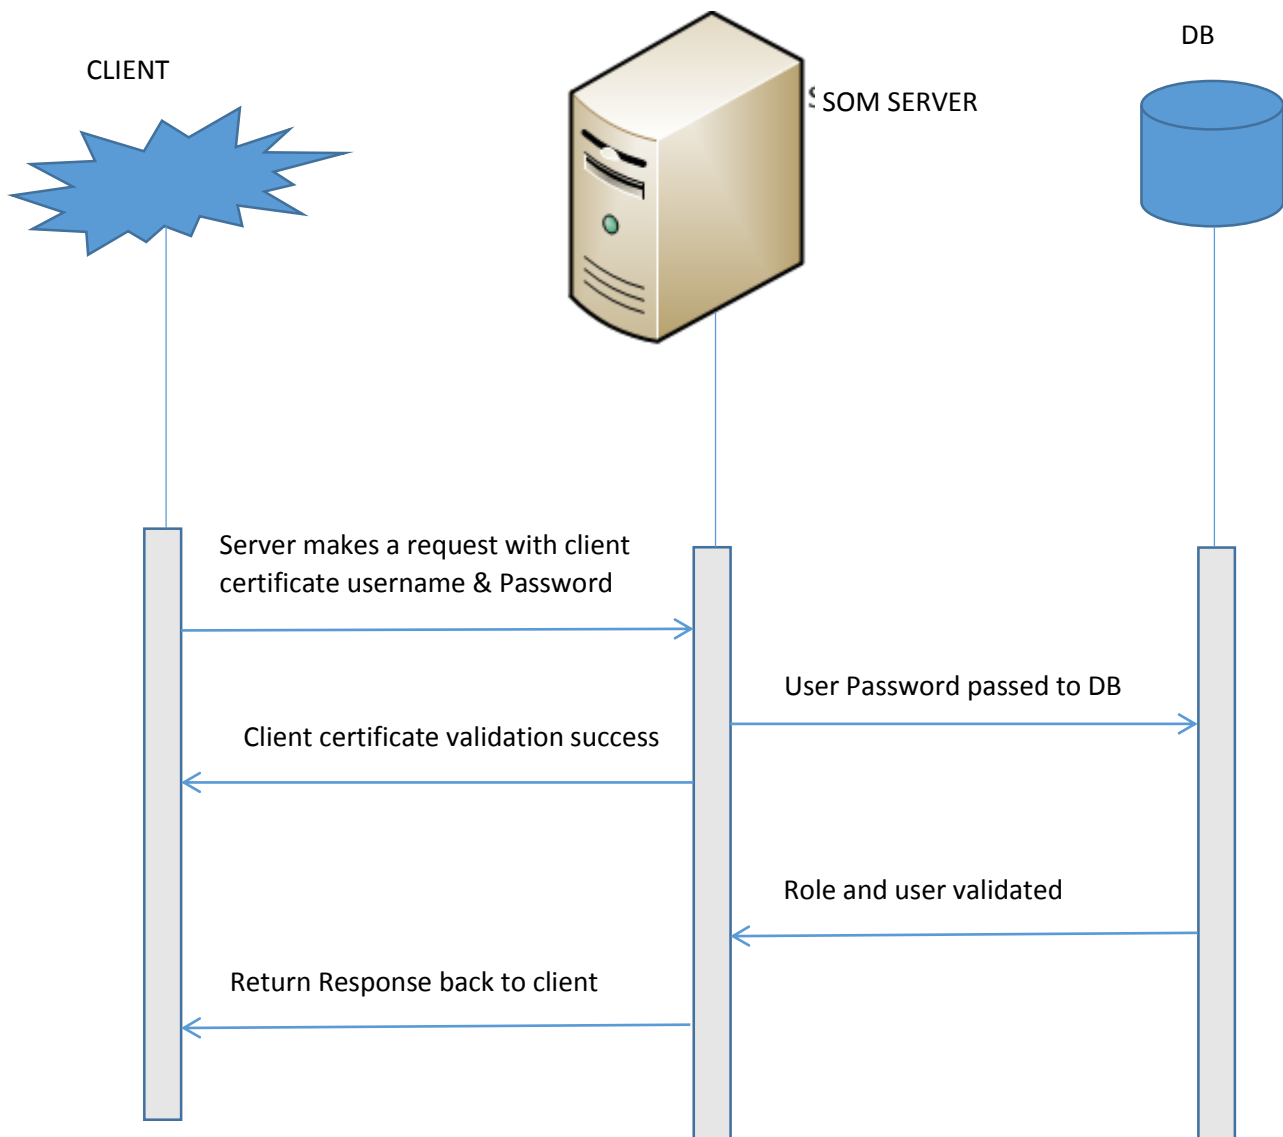 DB
CLIENT
SOM SERVER
Server makes a request with client
certificate username & Password
User Password passed to DB
Client certificate validation success
Role and user validated
Return Response back to client